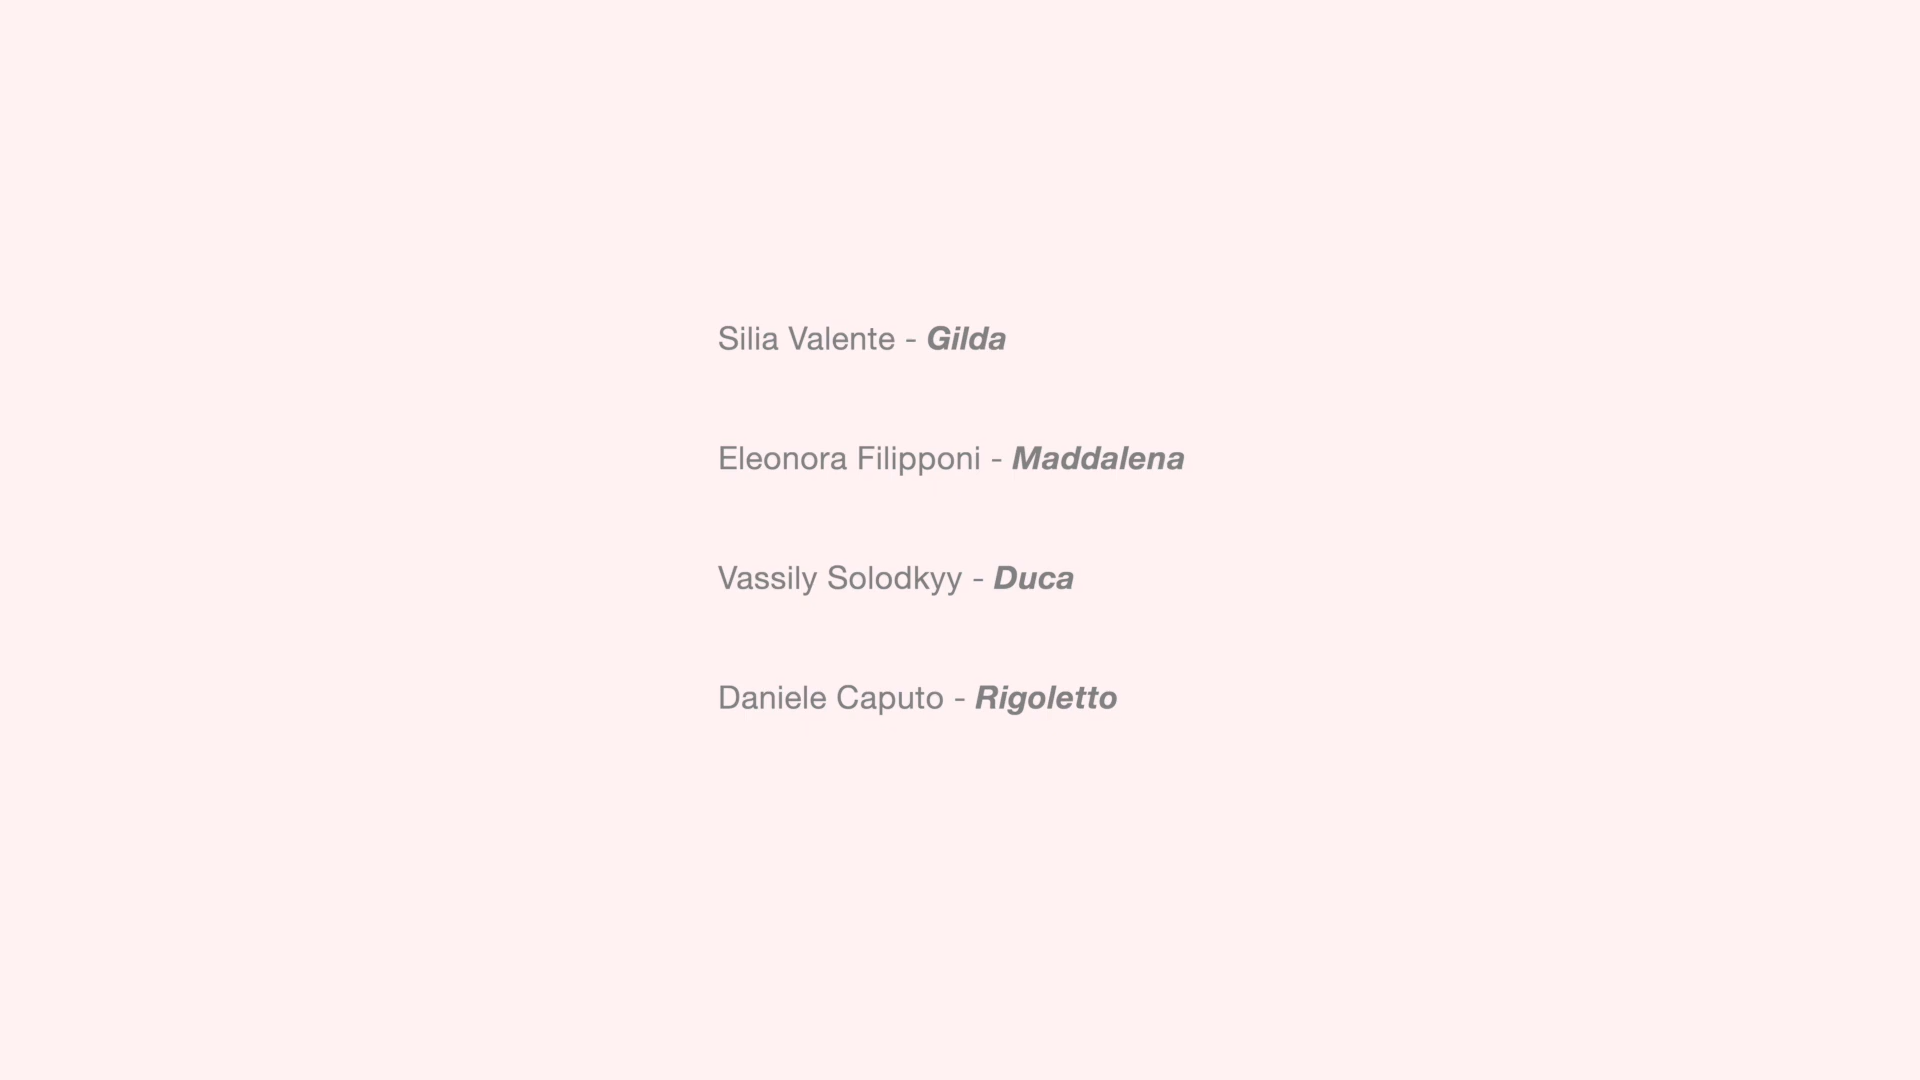 Silia Valente - Gilda
Eleonora Filipponi - Maddalena
Vassily Solodkyy - Duca
Daniele Caputo - Rigoletto